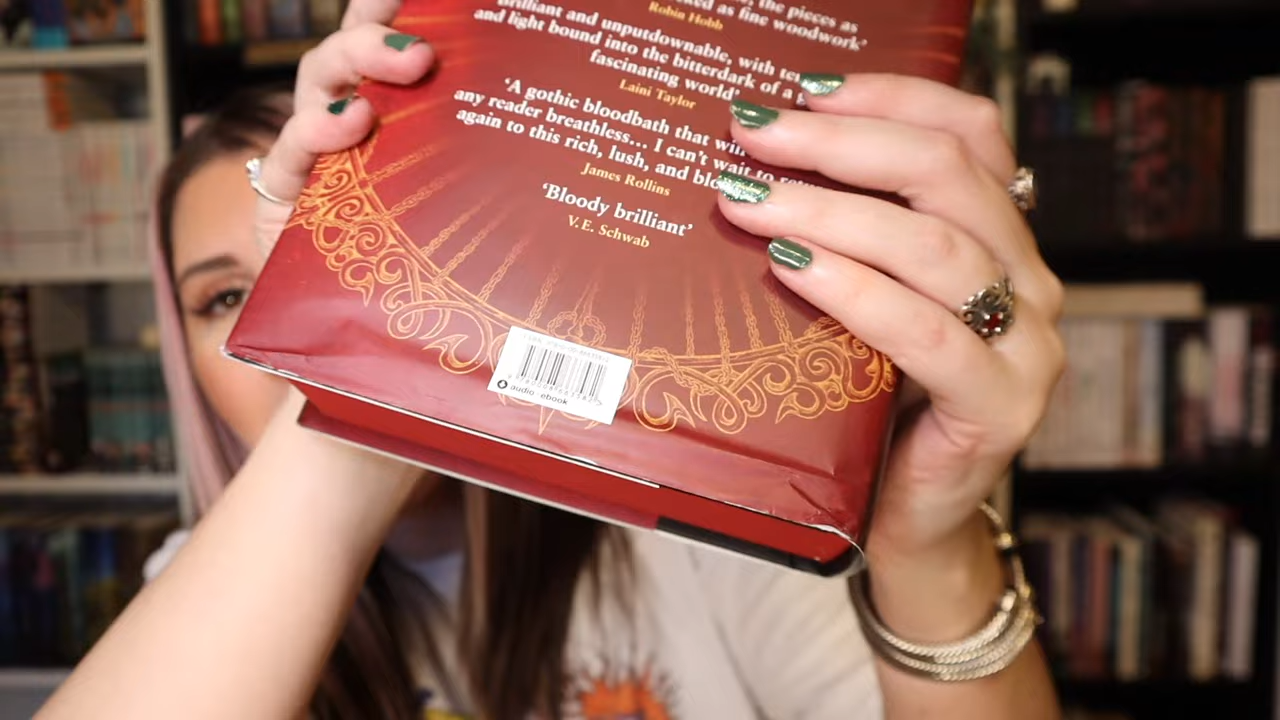 the pieces as
as fine woodwork'
Robin Hobb
brilliant and unputdownable, with
and light bound into the bitterdark of a
fascinating world'
Laini Taylor
'A gothic bloodbath that will
any reader breathless... I can't wait to
again to this rich, lush, and
James Rollins
'Bloody brilliant'
V. E. Schwab
audio ebook